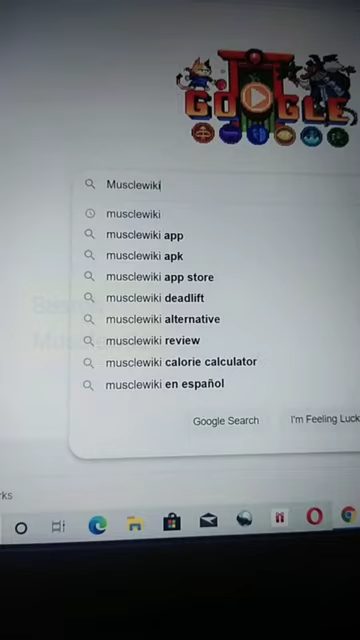 GOOGLE
Musclewiki
musclewiki
musclewiki app
musclewiki apk
musclewiki app store
musclewiki deadlift
musclewiki alternative
musclewiki review
musclewiki calorie calculator
musclewiki en español
Google Search
I'm Feeling Luck
rks